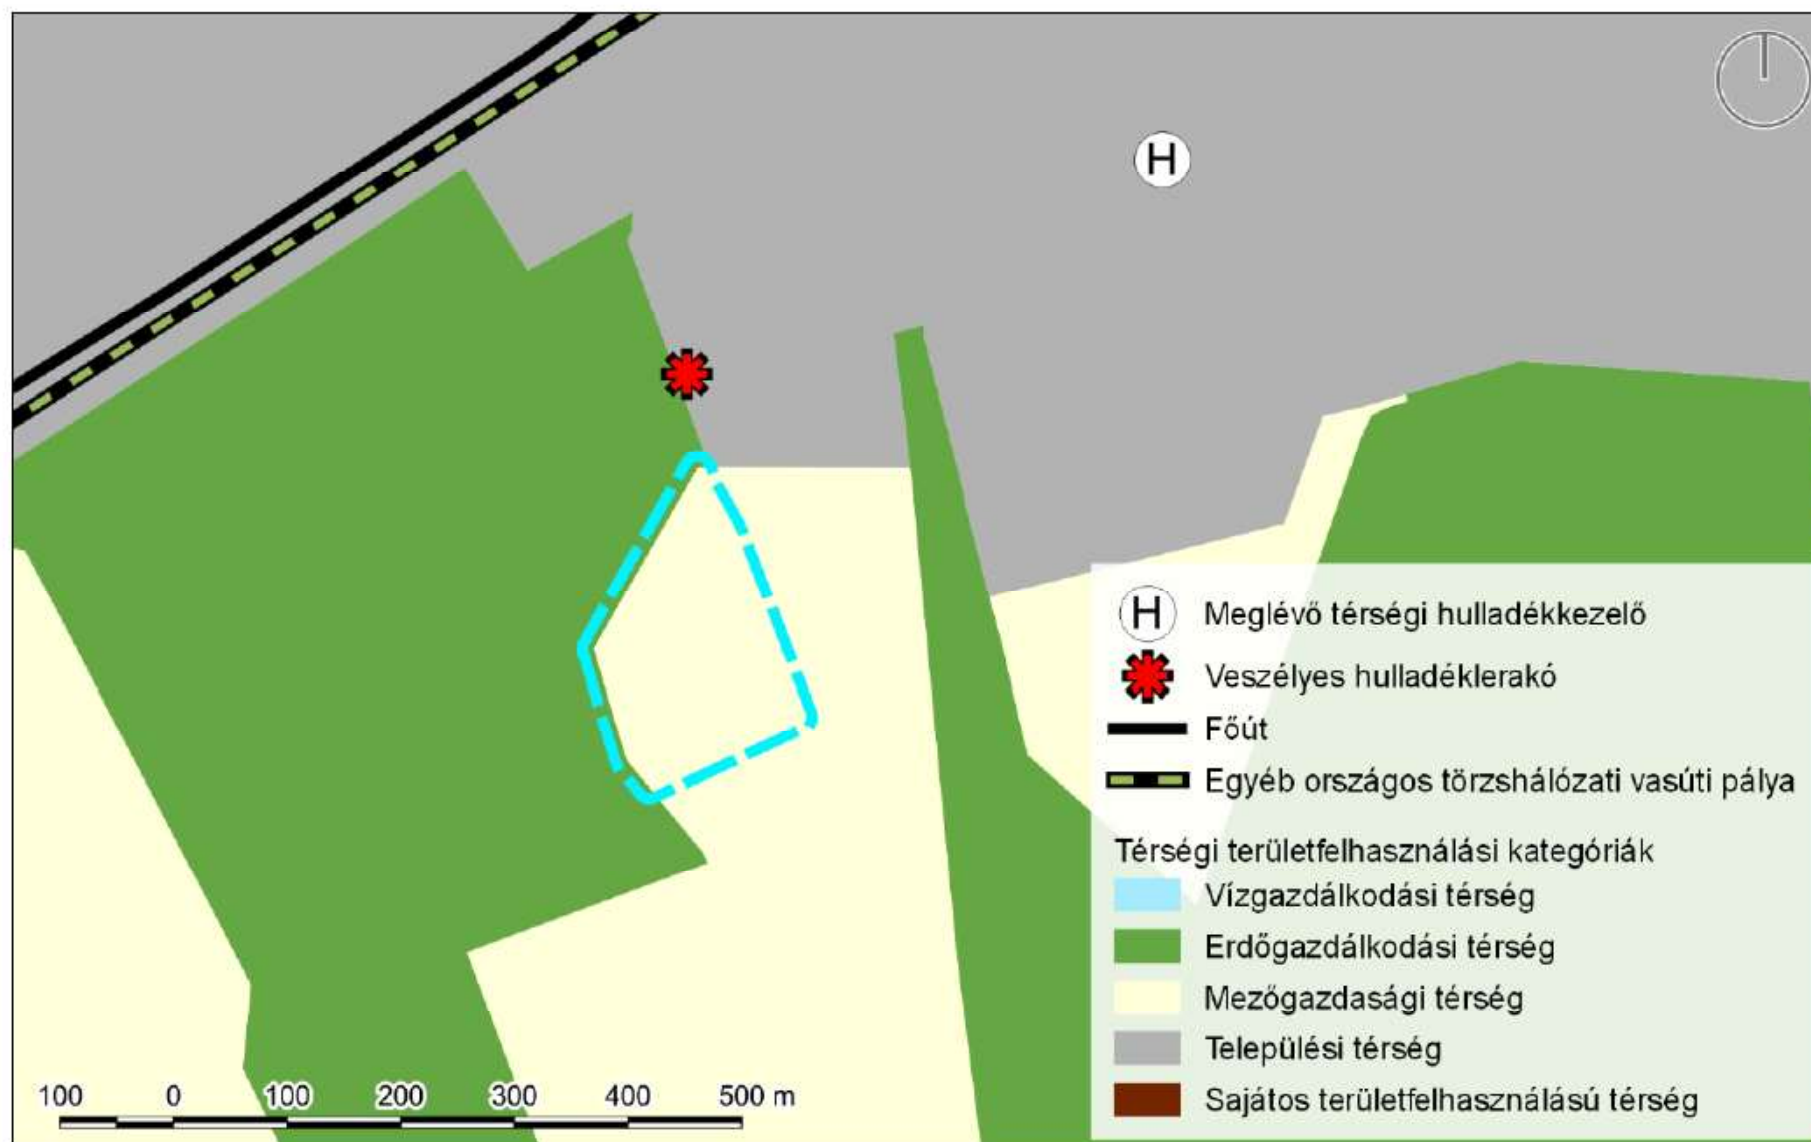 H
H Meglévő térségi hulladékkezelő
Veszélyes hulladéklerakó
Főút
Egyéb országos törzshálózati vasúti pálya
Térségi területfelhasználási kategóriák
Vízgazdálkodási térség
Erdőgazdálkodási térség
Mezőgazdasági térség
Települési térség
Sajátos területfelhasználású térség
100 0 100 200 300 400 500 m